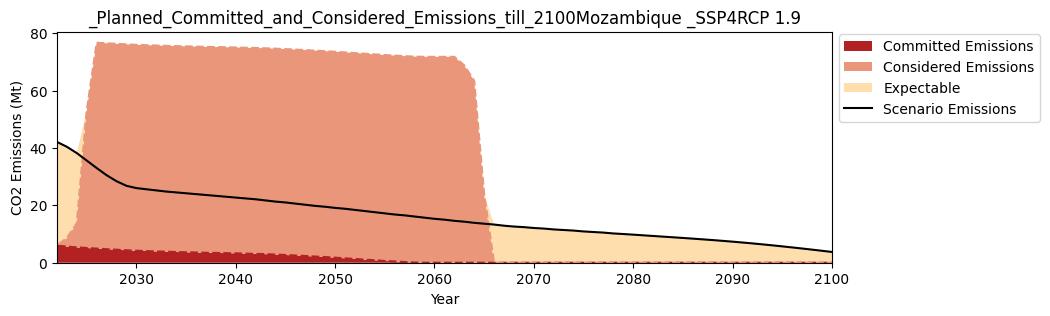 _Planned_Committed_and_Considered_Emissions_till_2100Mozambique _SSP4RCP 1.9
80
60
40
20
0
CO2 Emissions (Mt)
2030
2040
2050
2060
2070
2080
2090
2100
Year
Committed Emissions
Considered Emissions
Expectable
Scenario Emissions